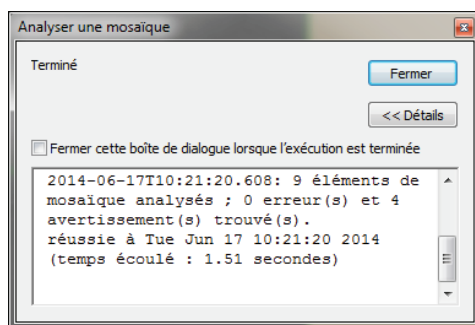 Analyser une mosaïque
Terminé
Fermer
<< Détails
Fermer cette boîte de dialogue lorsque l'exécution est terminée
2014-06-17T10:21:20.608: 9 éléments de
mosaïque analysés ; 0 erreur(s) et 4
avertissement(s) trouvé(s).
réussie à Tue Jun 17 10:21:20 2014
(temps écoulé : 1.51 secondes)